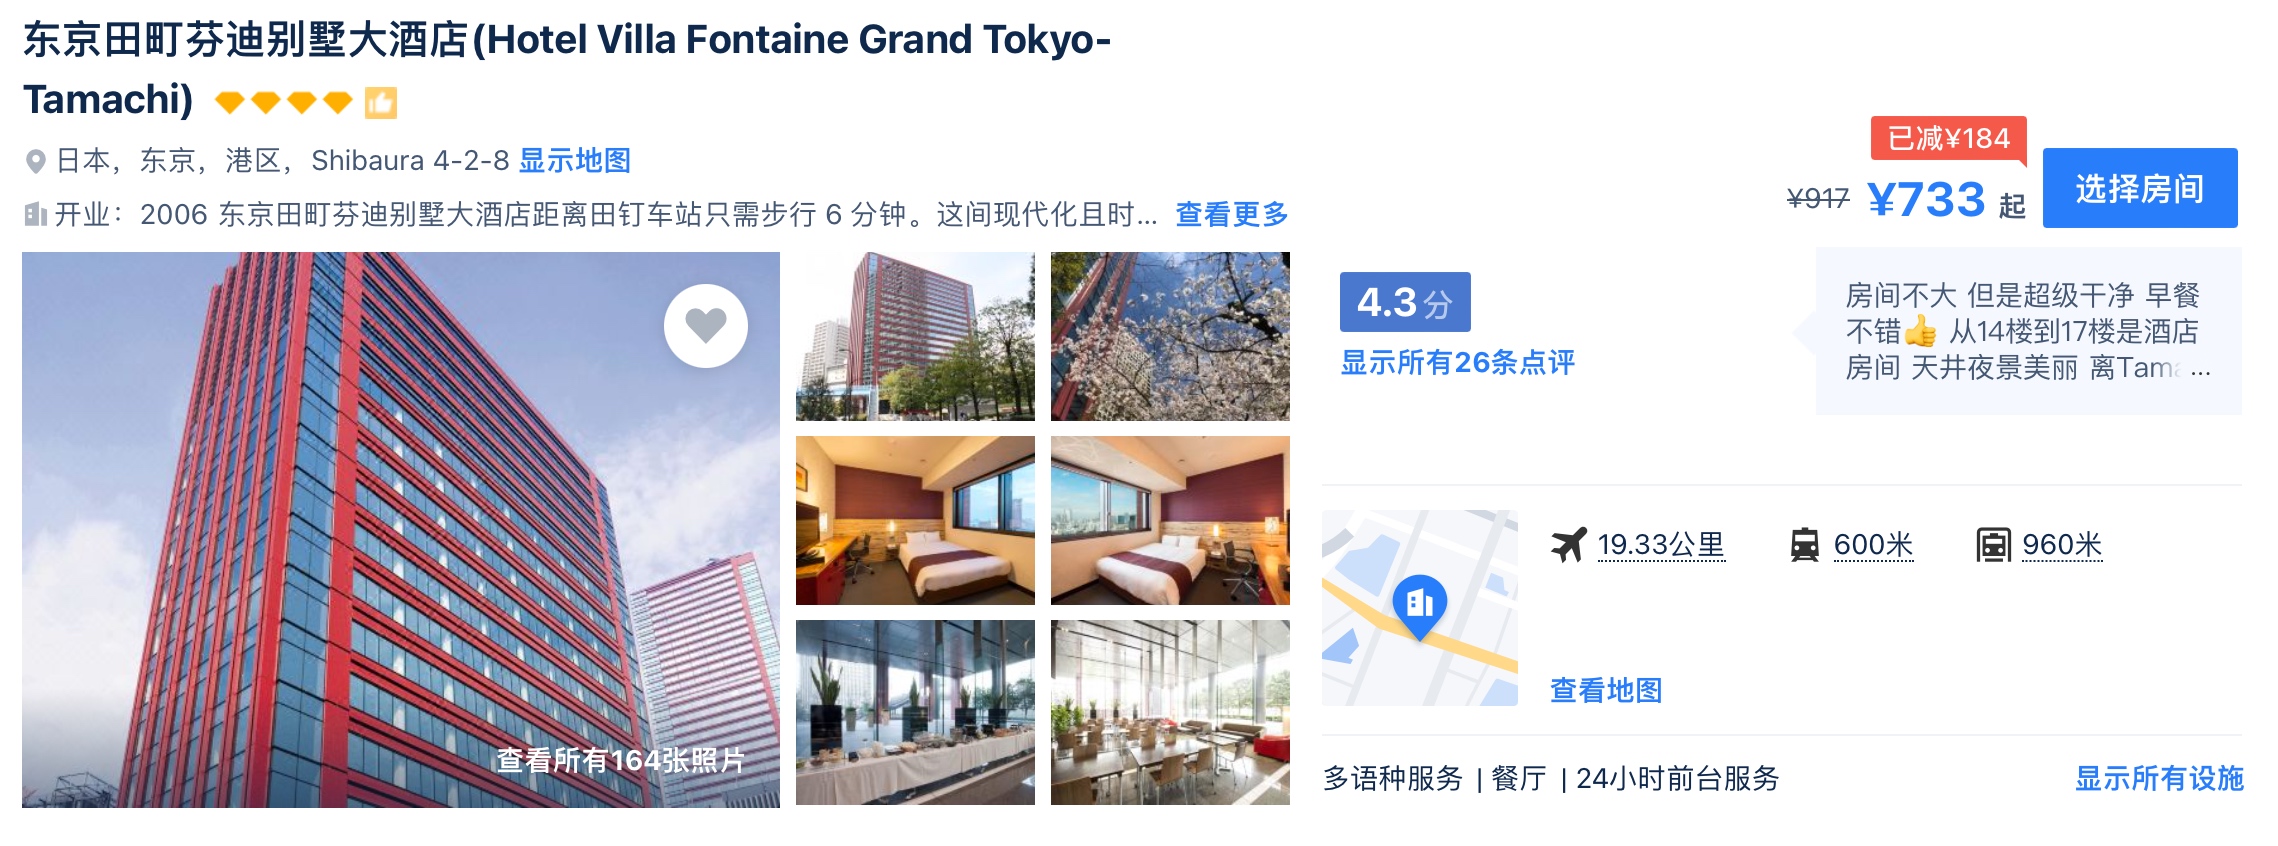 东京田町芬迪别墅大酒店(Hotel Villa Fontaine Grand Tokyo-
Tamachi)
日本，东京，港区，Shibaura 4-2-8 显示地图
开业：2006 东京田町芬迪别墅大酒店距离田钉车站只需步行 6 分钟。这间现代化且时... 查看更多
已减¥184
¥917 ¥733 起
选择房间
查看所有164张照片
4.3分
显示所有26条点评
房间不大 但是超级干净 早餐
不错👍 从14楼到17楼是酒店
房间 天井夜景美丽 离Tama...
19.33公里 600米 960米
查看地图
多语种服务 | 餐厅 | 24小时前台服务
显示所有设施